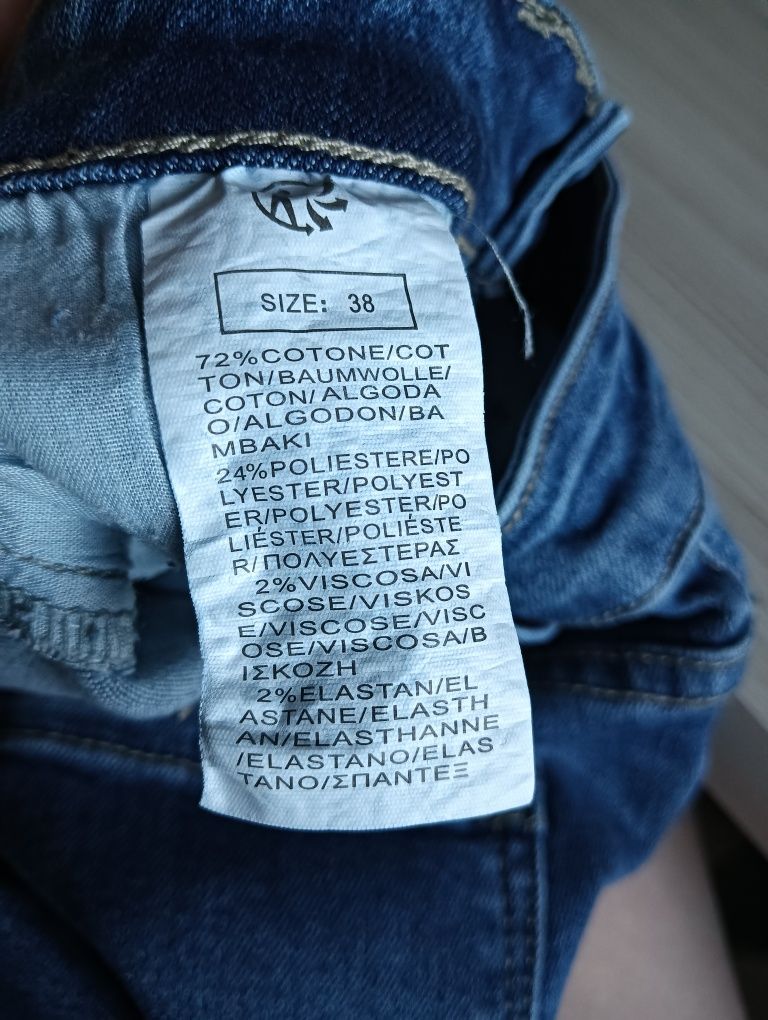 SIZE: 38
72%COTONE/COT
TON/BAUMWOLLE/
COTON/ALGODA
O/ALGODON/BA
MBAKI
24%POLIESTERE/PO
LYESTER/POLYEST
ER/POLYESTER/PO
LIÉSTER/POLIÉSTE
R/ΠΟΛΥΕΣΤΕΡΑΣ
2%VISCOSA/VI
SCOSE/VISKOS
E/VISCOSE/VISC
OSE/VISCOSA/B
ΙΣΚΟΖΗ
2%ELASTAN/EL
ASTANE/ELASTH
AN/ELASTHANNE
/ELASTANO/ELAS
TANO/ΣΠΑΝΤΕΞ